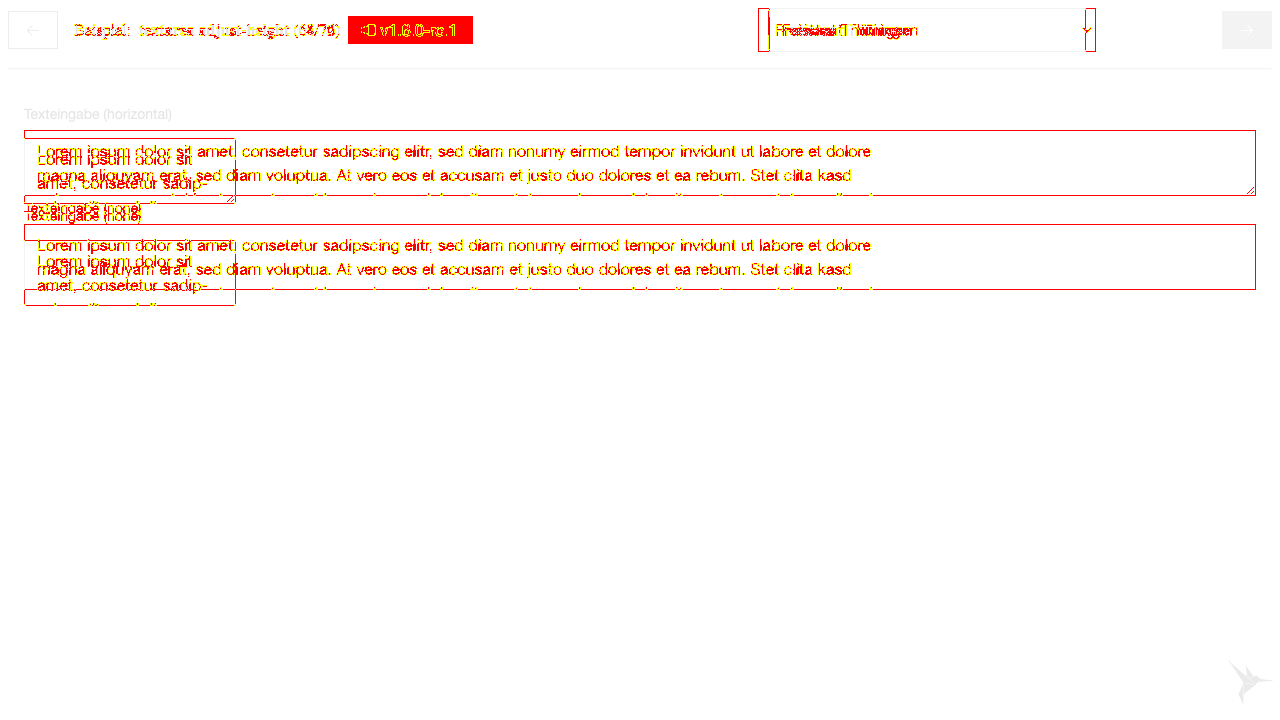 Beispiel: textarea adjust-height
v1.6.0-rc.1
Texteingabe (horizontal)
Lorem ipsum dolor sit amet, consetetur sadipscing elitr, sed diam nonumy eirmod tempor invidunt ut labore et dolore
magna aliquyam erat, sed diam voluptua. At vero eos et accusam et justo duo dolores et ea rebum. Stet clita kasd
Lorem ipsum dolor sit
amet, consetetur sadip-
Texteingabe (none)
Texteingabe (none)
Lorem ipsum dolor sit amet, consetetur sadipscing elitr, sed diam nonumy eirmod tempor invidunt ut labore et dolore
magna aliquyam erat, sed diam voluptua. At vero eos et accusam et justo duo dolores et ea rebum. Stet clita kasd
Lorem ipsum dolor sit
amet, consetetur sadip-